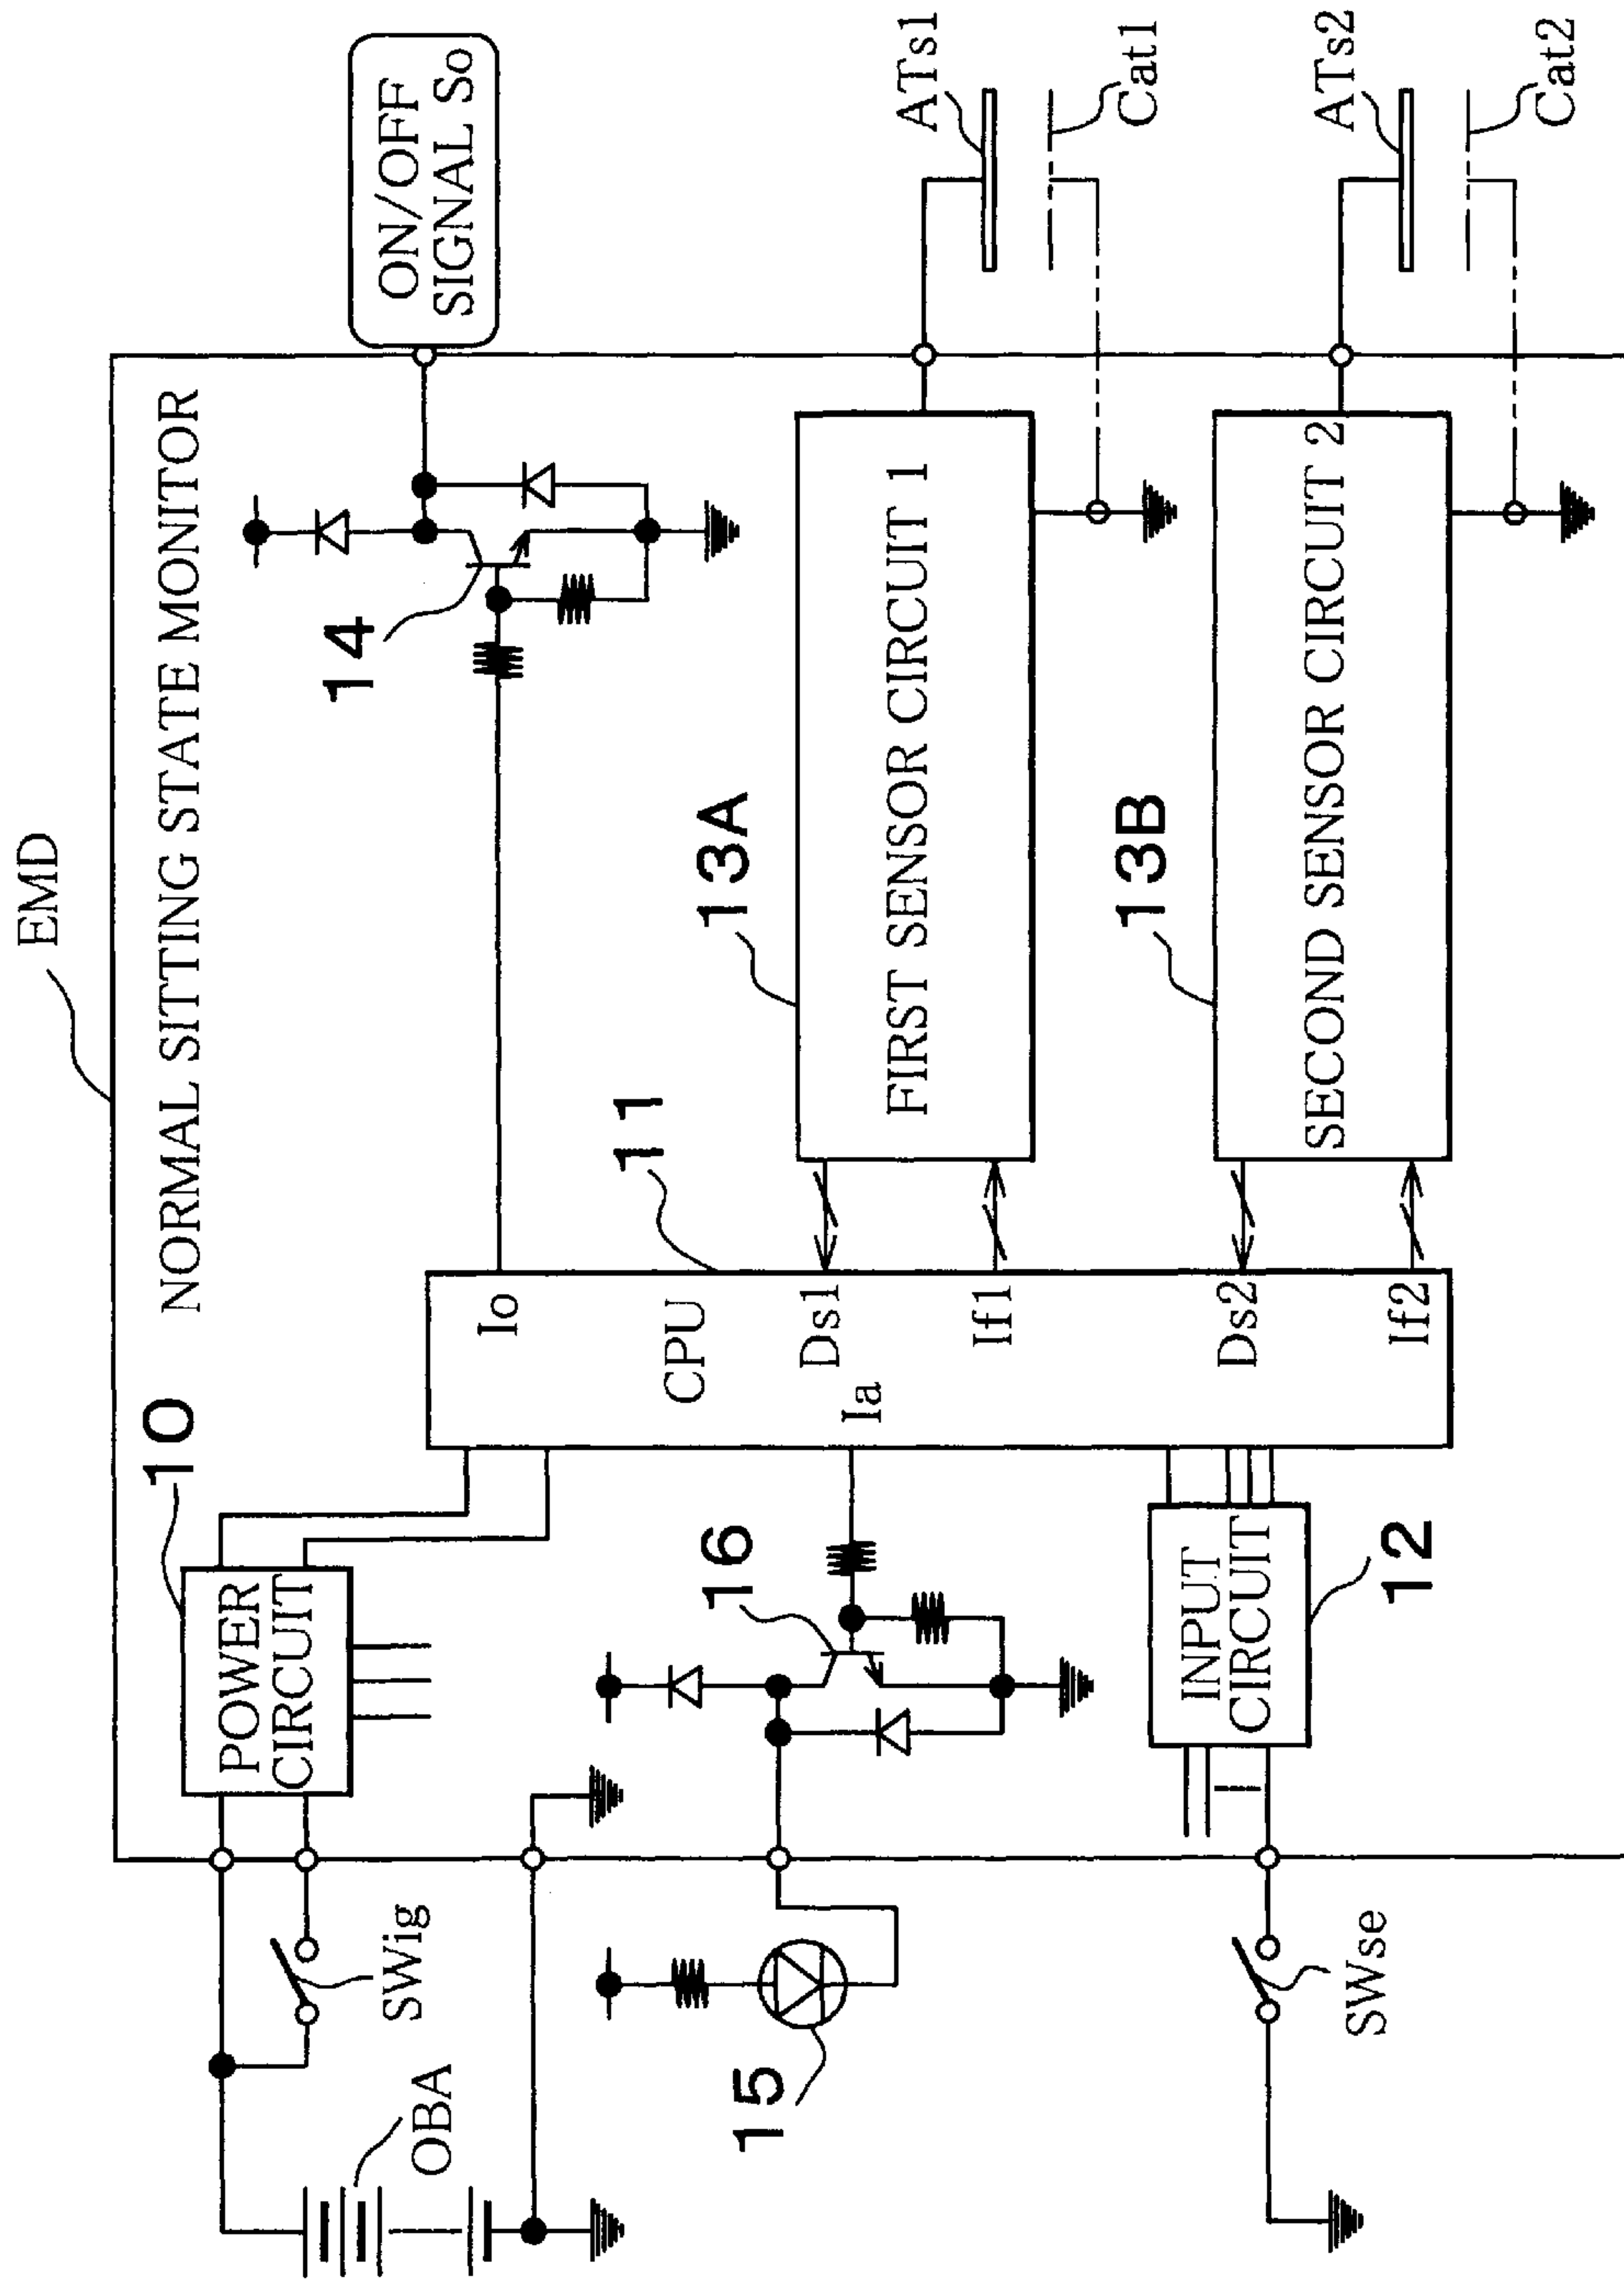 EMD
NORMAL SITTING STATE MONITOR
10
POWER
CIRCUIT
SWig
OBA
14
ON/OFF
SIGNAL So
11
Io
CPU
Ds1
Ia
If1
Ds2
If2
16
15
13A
FIRST SENSOR CIRCUIT 1
ATs1
Cat1
13B
SECOND SENSOR CIRCUIT 2
ATs2
Cat2
INPUT
CIRCUIT
12
SWse